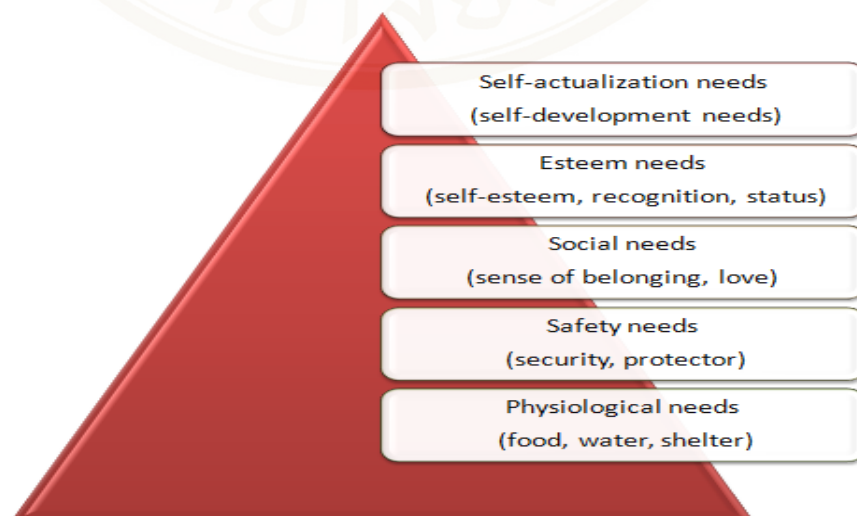 Self-actualization needs
(self-development needs)
Esteem needs
(self-esteem, recognition, status)
Social needs
(sense of belonging, love)
Safety needs
(security, protector)
Physiological needs
(food, water, shelter)